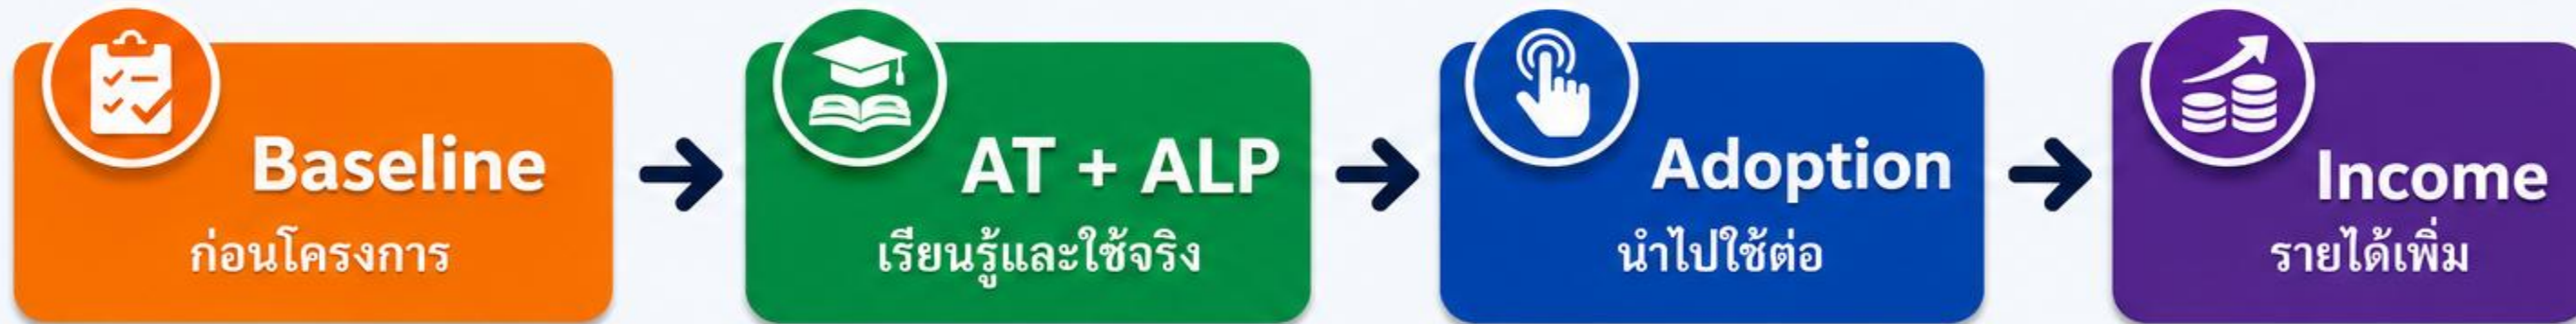 Baseline
ก่อนโครงการ
AT + ALP
เรียนรู้และใช้จริง
Adoption
นำไปใช้ต่อ
Income
รายได้เพิ่ม